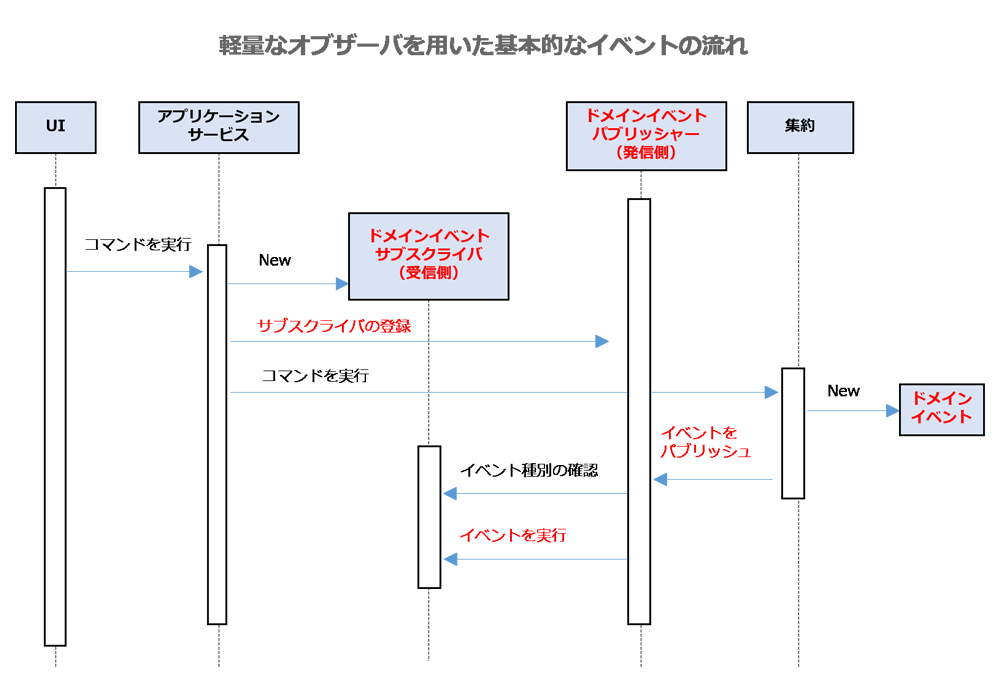 軽量なオブザーバを用いた基本的なイベントの流れ
UI
アプリケーション
サービス
ドメインイベント
パブリッシャー
（発信側）
集約
コマンドを実行
New
ドメインイベント
サブスクライバ
（受信側）
サブスクライバの登録
コマンドを実行
New
ドメイン
イベント
イベントを
パブリッシュ
イベント種別の確認
イベントを実行